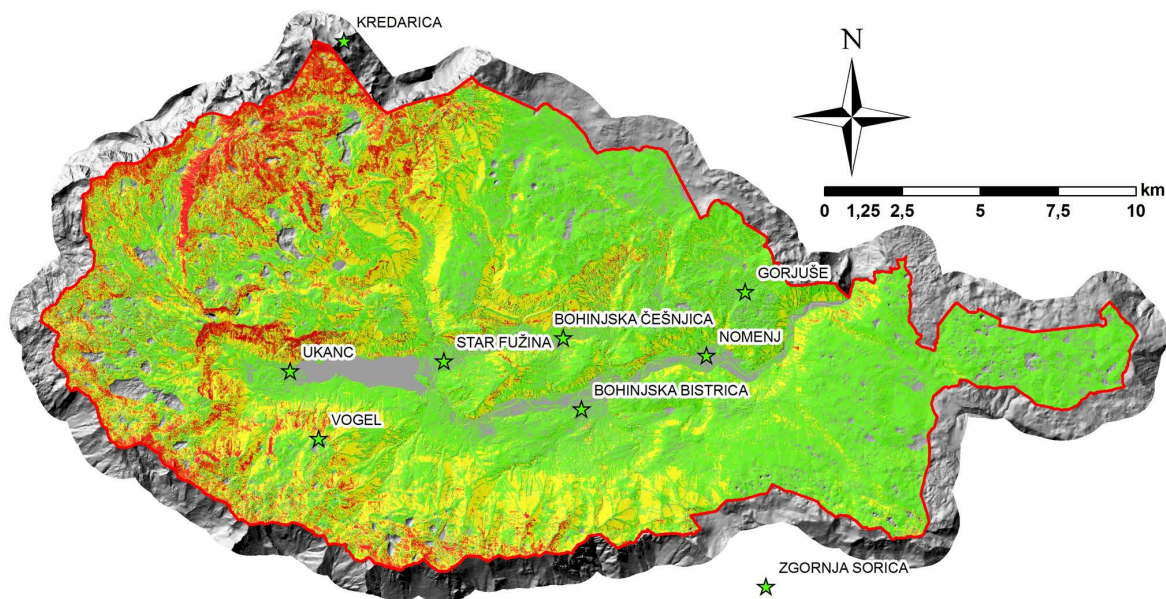 KREDARICA
N
km
0 1,25 2,5 5 7,5 10
GORJUŠE
BOHINJSKA ČEŠNJICA
NOMENJ
STAR FUŽINA
UKANC
BOHINJSKA BISTRICA
VOGEL
ZGORNJA SORICA